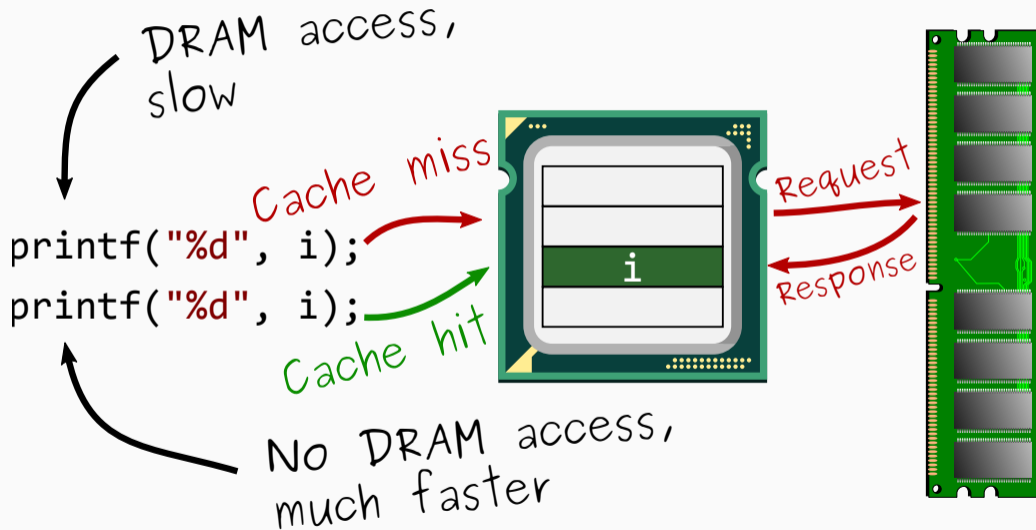 DRAM access,
slow
Cache miss
Request
printf("%d", i);
i
Response
printf("%d", i);
Cache hit
No DRAM access,
much faster